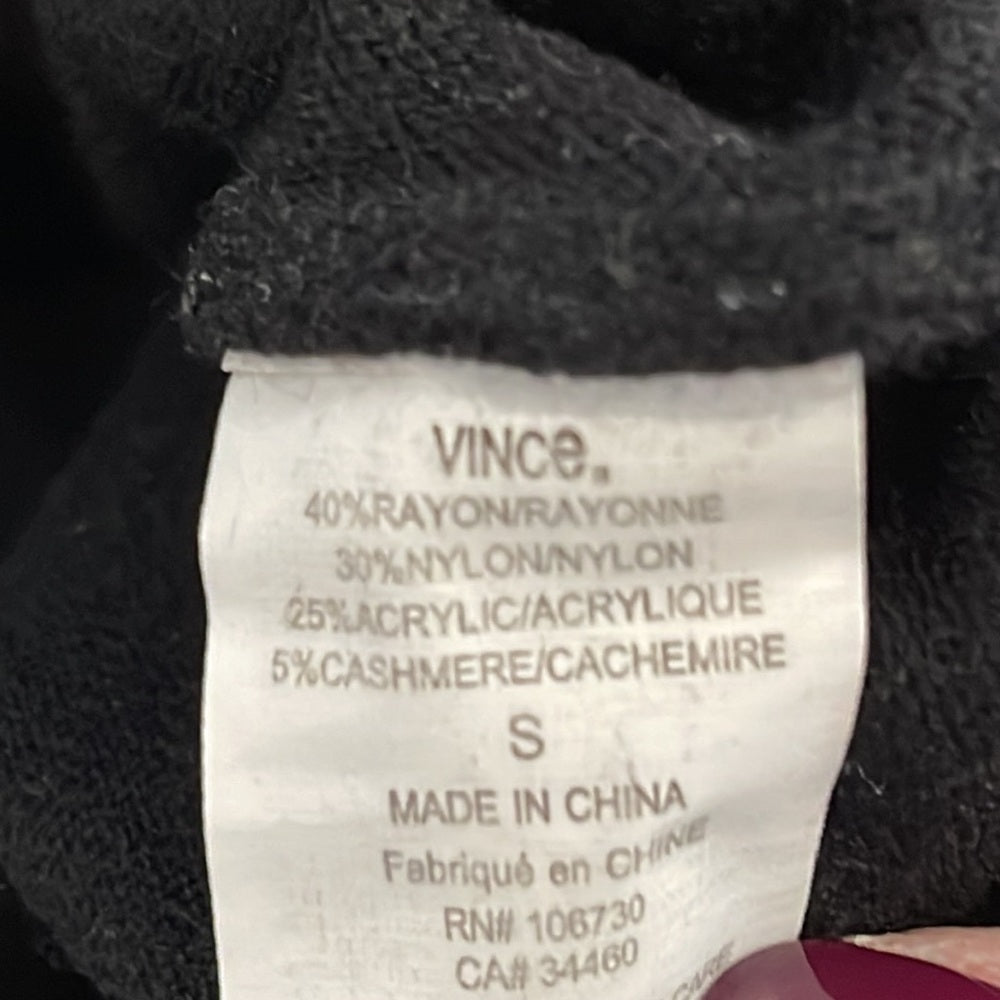 VINCe.
40%RAYON/RAYONNE
30%NYLON/NYLON
25%ACRYLIC/ACRYLIQUE
5%CASHMERE/CACHEMIRE
S
MADE IN CHINA
Fabriqué en CHINE
RN# 106730
CA# 34460
CARE